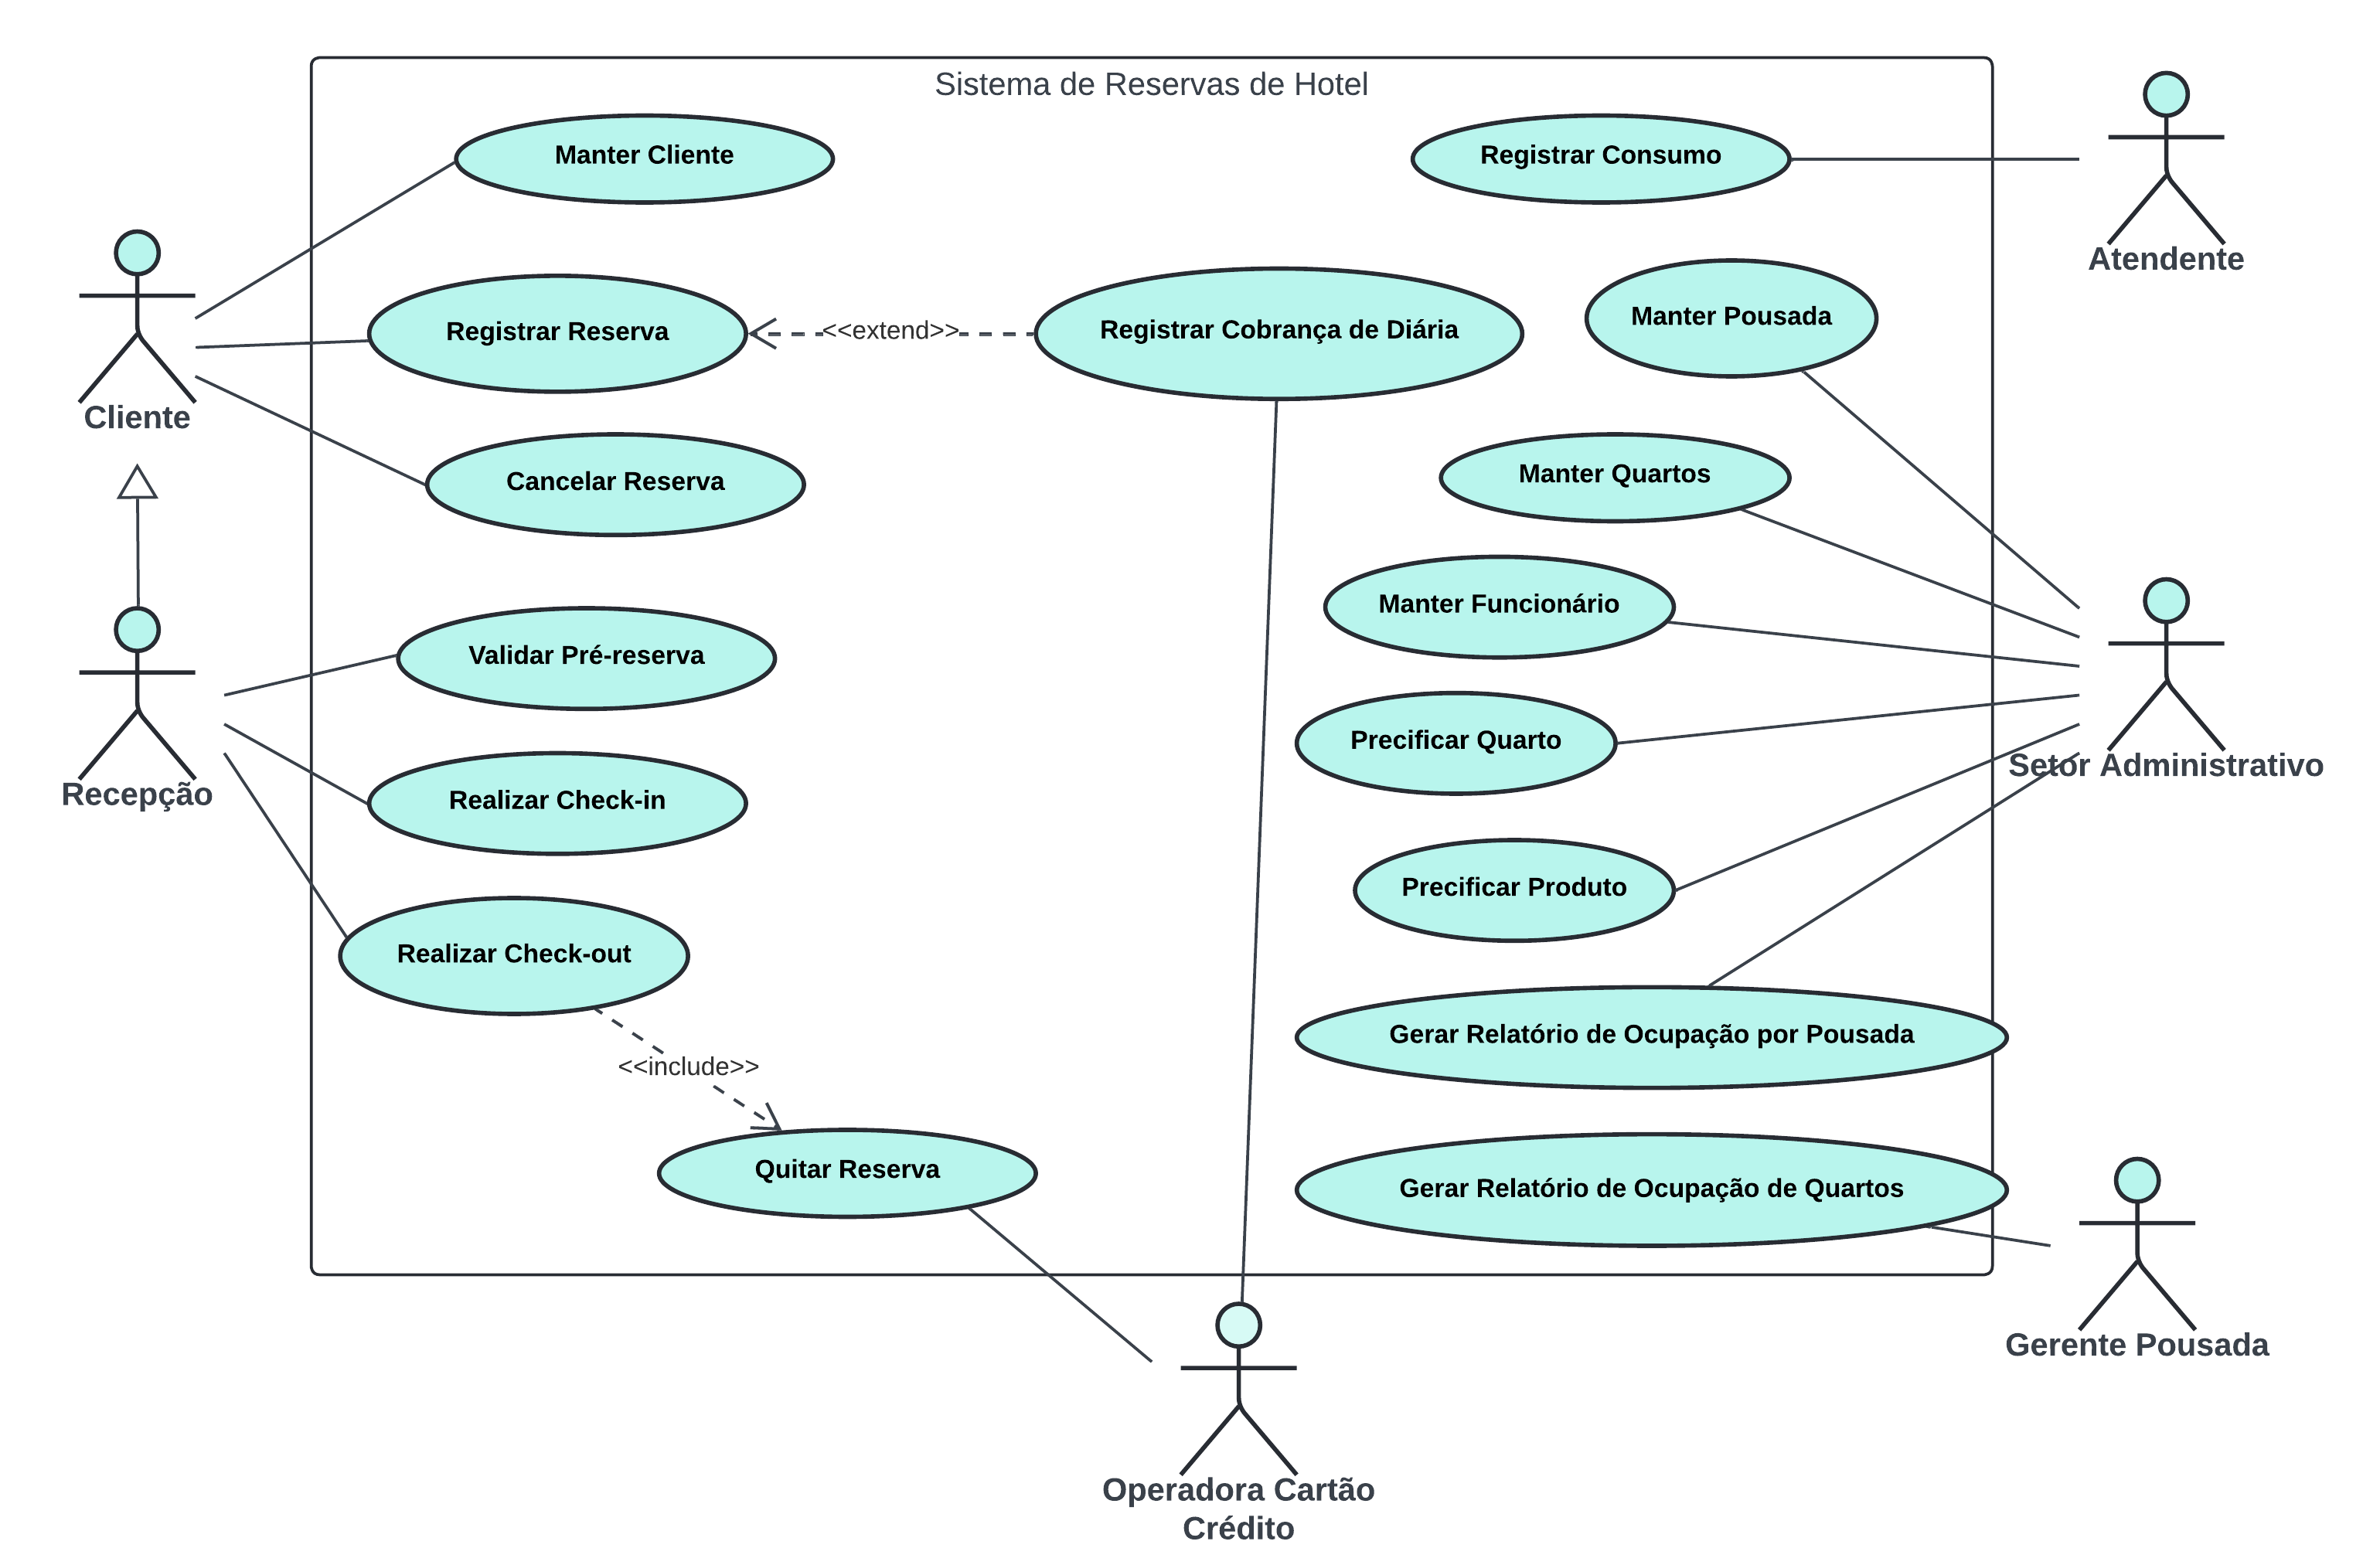 Sistema de Reservas de Hotel
Manter Cliente
Registrar Consumo
Atendente
Manter Pousada
Registrar Reserva
<<extend>>
Registrar Cobrança de Diária
Cliente
Cancelar Reserva
Manter Quartos
Manter Funcionário
Validar Pré-reserva
Precificar Quarto
Setor Administrativo
Recepção
Realizar Check-in
Precificar Produto
Realizar Check-out
Gerar Relatório de Ocupação por Pousada
<<include>>
Quitar Reserva
Gerar Relatório de Ocupação de Quartos
Gerente Pousada
Operadora Cartão
Crédito